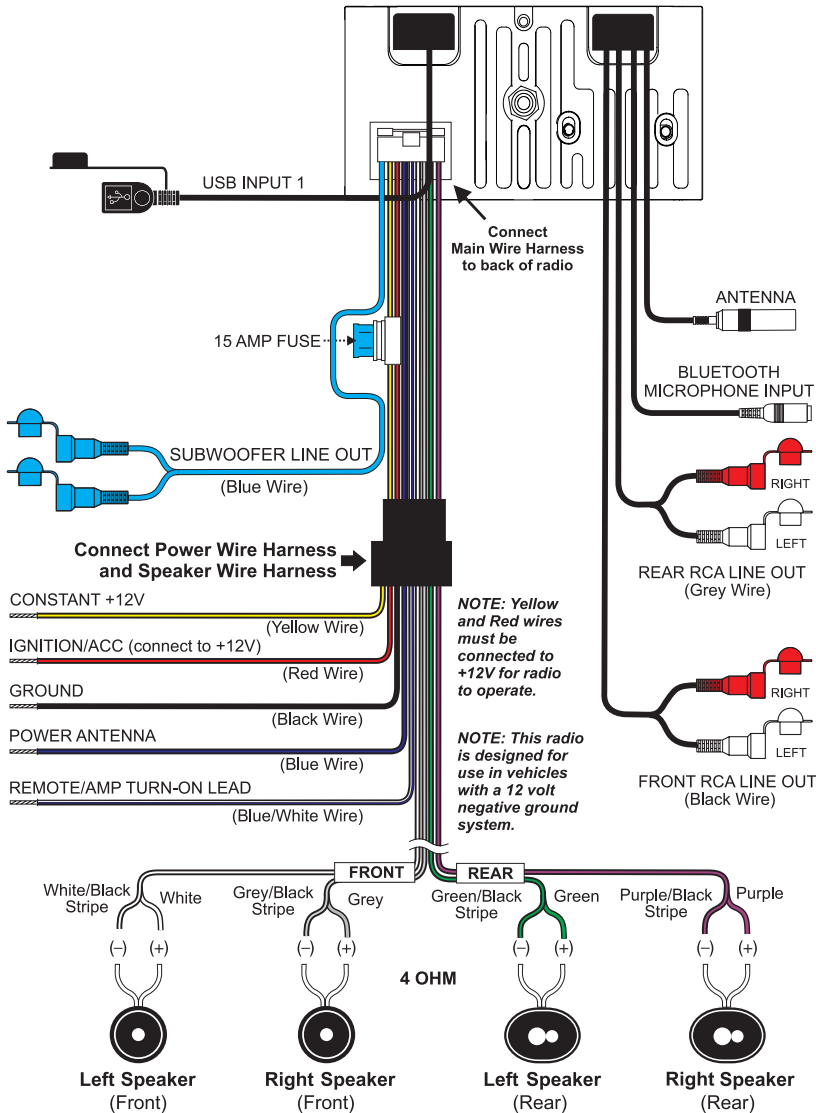 USB INPUT 1
Connect
Main Wire Harness
to back of radio
ANTENNA
15 AMP FUSE
BLUETOOTH
MICROPHONE INPUT
SUBWOOFER LINE OUT
(Blue Wire)
RIGHT
LEFT
REAR RCA LINE OUT
(Grey Wire)
Connect Power Wire Harness
and Speaker Wire Harness
CONSTANT +12V
(Yellow Wire)
IGNITION/ACC (connect to +12V)
(Red Wire)
GROUND
(Black Wire)
POWER ANTENNA
(Blue Wire)
REMOTE/AMP TURN-ON LEAD
(Blue/White Wire)
NOTE: Yellow
and Red wires
must be
connected to
+12V for radio
to operate.
NOTE: This radio
is designed for
use in vehicles
with a 12 volt
negative ground
system.
RIGHT
LEFT
FRONT RCA LINE OUT
(Black Wire)
FRONT
REAR
White/Black
Stripe
White
Grey/Black
Stripe
Grey
Green/Black
Stripe
Green
Purple/Black
Stripe
Purple
(–)
(+)
(–)
(+)
(–)
(+)
(–)
(+)
4 OHM
Left Speaker
(Front)
Right Speaker
(Front)
Left Speaker
(Rear)
Right Speaker
(Rear)